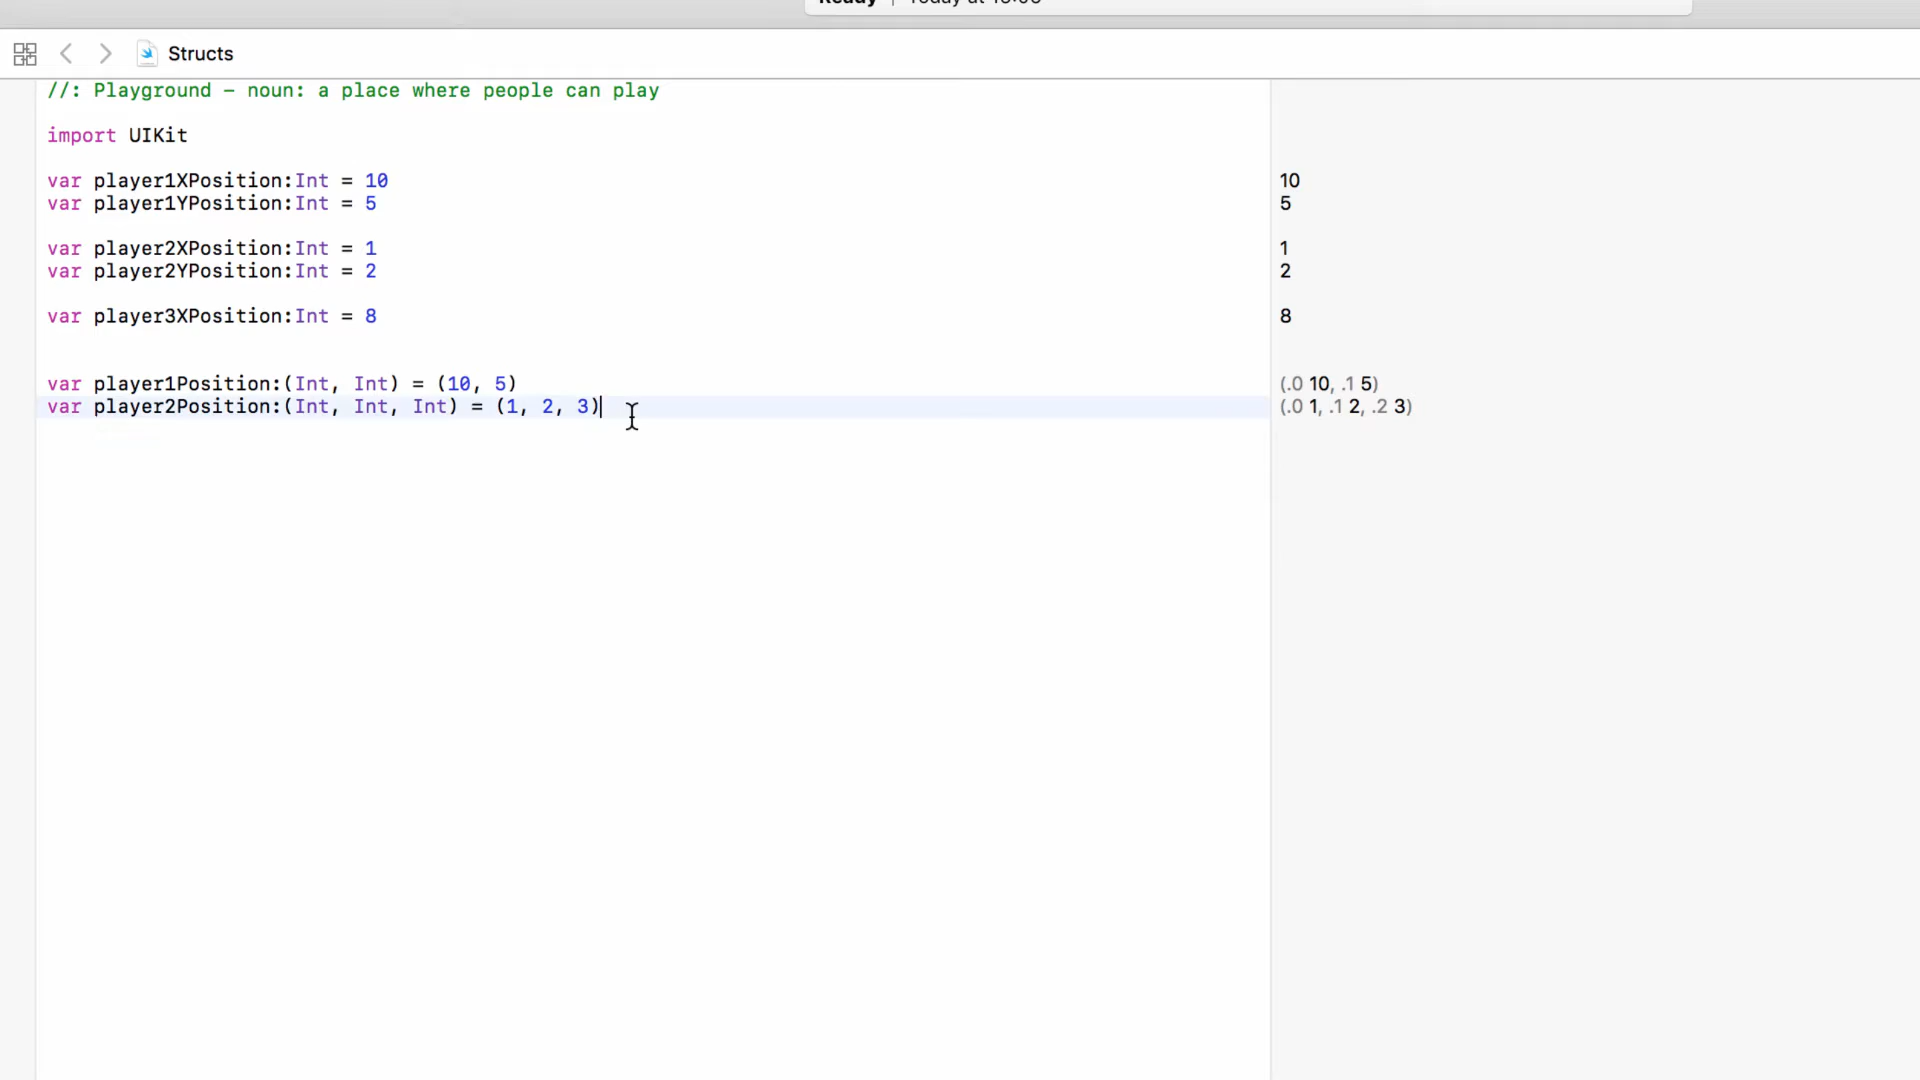 Ready
Structs
//: Playground – noun: a place where people can play
import UIKit
var player1XPosition:Int = 10
10
var player1YPosition:Int = 5
5
var player2XPosition:Int = 1
1
var player2YPosition:Int = 2
2
var player3XPosition:Int = 8
8
var player1Position:(Int, Int) = (10, 5)
(.0 10, .1 5)
var player2Position:(Int, Int, Int) = (1, 2, 3)
(.0 1, .1 2, .2 3)